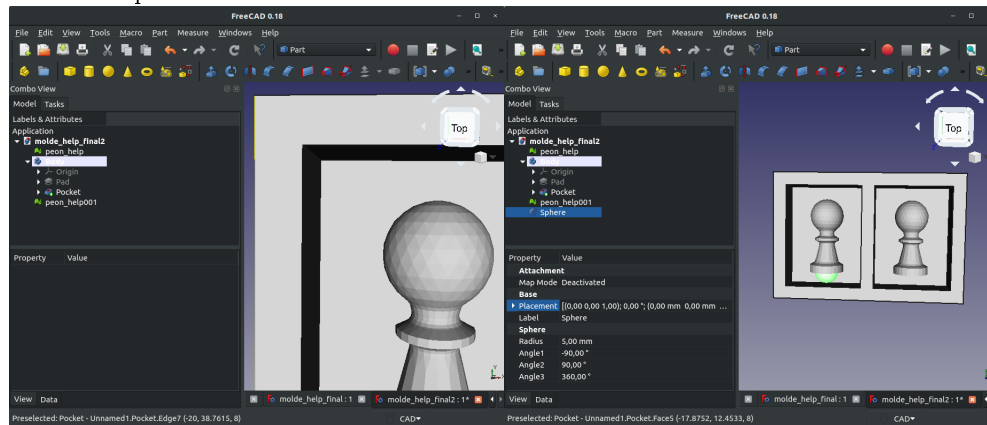 FreeCAD 0.18
File Edit View Tools Macro Part Measure Windows Help
Part
Combo View
Model Tasks
Labels & Attributes
Application
molde_help_final2
peon_help
Body
Origin
Pad
Pocket
peon_help001
Property Value
View Data
Top
molde_help_final : 1
molde_help_final2 : 1*
Preselected: Pocket - Unnamed1.Pocket.Edge7 (-20, 38.7615, 8)
CAD
FreeCAD 0.18
File Edit View Tools Macro Part Measure Windows Help
Part
Combo View
Model Tasks
Labels & Attributes
Application
molde_help_final2
peon_help
Body
Origin
Pad
Pocket
peon_help001
Sphere
Property Value
Attachment
Map Mode Deactivated
Base
Placement [(0,00 0,00 1,00); 0,00 °; (0,00 mm 0,00 mm ...
Label Sphere
Sphere
Radius 5,00 mm
Angle1 -90,00 °
Angle2 90,00 °
Angle3 360,00 °
View Data
Top
molde_help_final : 1
molde_help_final2 : 1*
Preselected: Pocket - Unnamed1.Pocket.Face5 (-17.8752, 12.4533, 8)
CAD